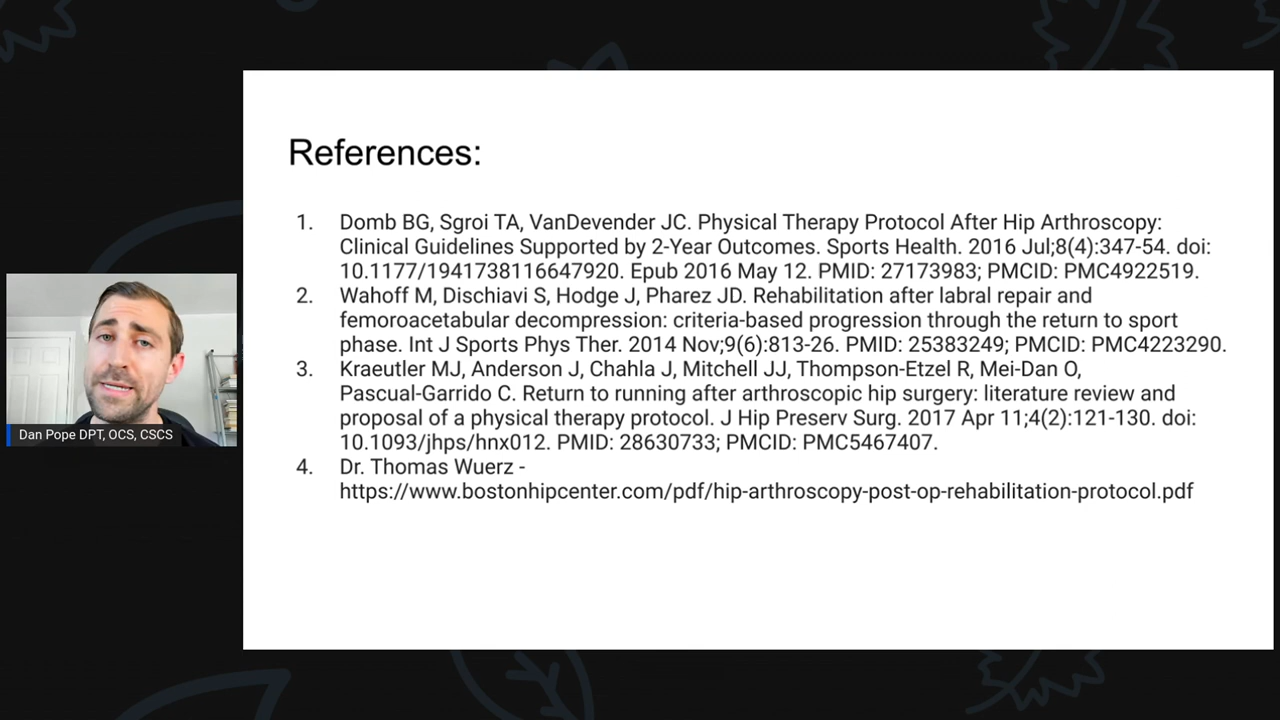 References:
1. Domb BG, Sgroi TA, VanDevender JC. Physical Therapy Protocol After Hip Arthroscopy:
Clinical Guidelines Supported by 2-Year Outcomes. Sports Health. 2016 Jul;8(4):347-54. doi:
10.1177/1941738116647920. Epub 2016 May 12. PMID: 27173983; PMCID: PMC4922519.
2. Wahoff M, Dischiavi S, Hodge J, Pharez JD. Rehabilitation after labral repair and
femoroacetabular decompression: criteria-based progression through the return to sport
phase. Int J Sports Phys Ther. 2014 Nov;9(6):813-26. PMID: 25383249; PMCID: PMC4223290.
3. Kraeutler MJ, Anderson J, Chahla J, Mitchell JJ, Thompson-Etzel R, Mei-Dan O,
Pascual-Garrido C. Return to running after arthroscopic hip surgery: literature review and
proposal of a physical therapy protocol. J Hip Preserv Surg. 2017 Apr 11;4(2):121-130. doi:
10.1093/jhps/hnx012. PMID: 28630733; PMCID: PMC5467407.
4. Dr. Thomas Wuerz -
https://www.bostonhipcenter.com/pdf/hip-arthroscopy-post-op-rehabilitation-protocol.pdf
Dan Pope DPT, OCS, CSCS